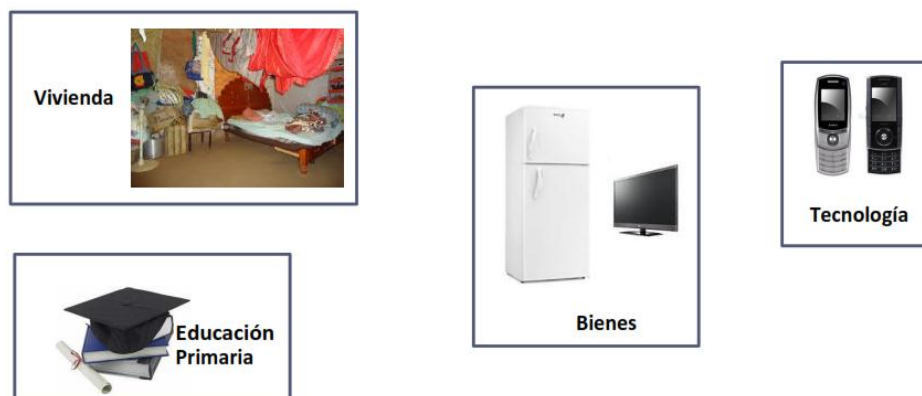 Vivienda
Educación
Primaria
Bienes
Tecnología